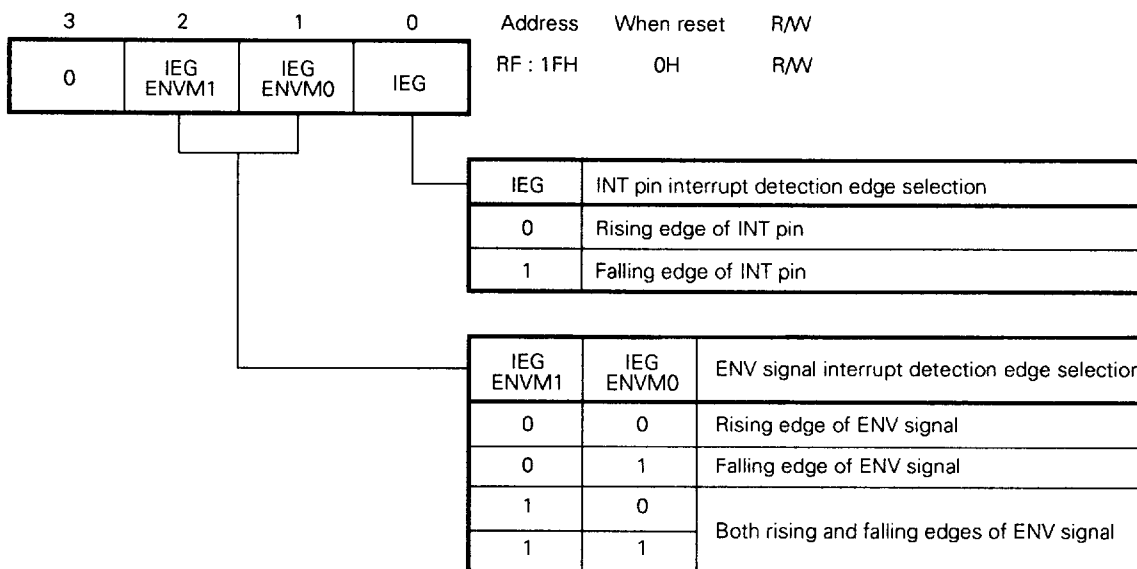 3 2 1 0 Address When reset R/W
0 IEG ENVM1 IEG ENVM0 IEG RF : 1FH 0H R/W
IEG INT pin interrupt detection edge selection
0 Rising edge of INT pin
1 Falling edge of INT pin
IEG ENVM1 IEG ENVM0 ENV signal interrupt detection edge selection
0 0 Rising edge of ENV signal
0 1 Falling edge of ENV signal
1 0 Both rising and falling edges of ENV signal
1 1